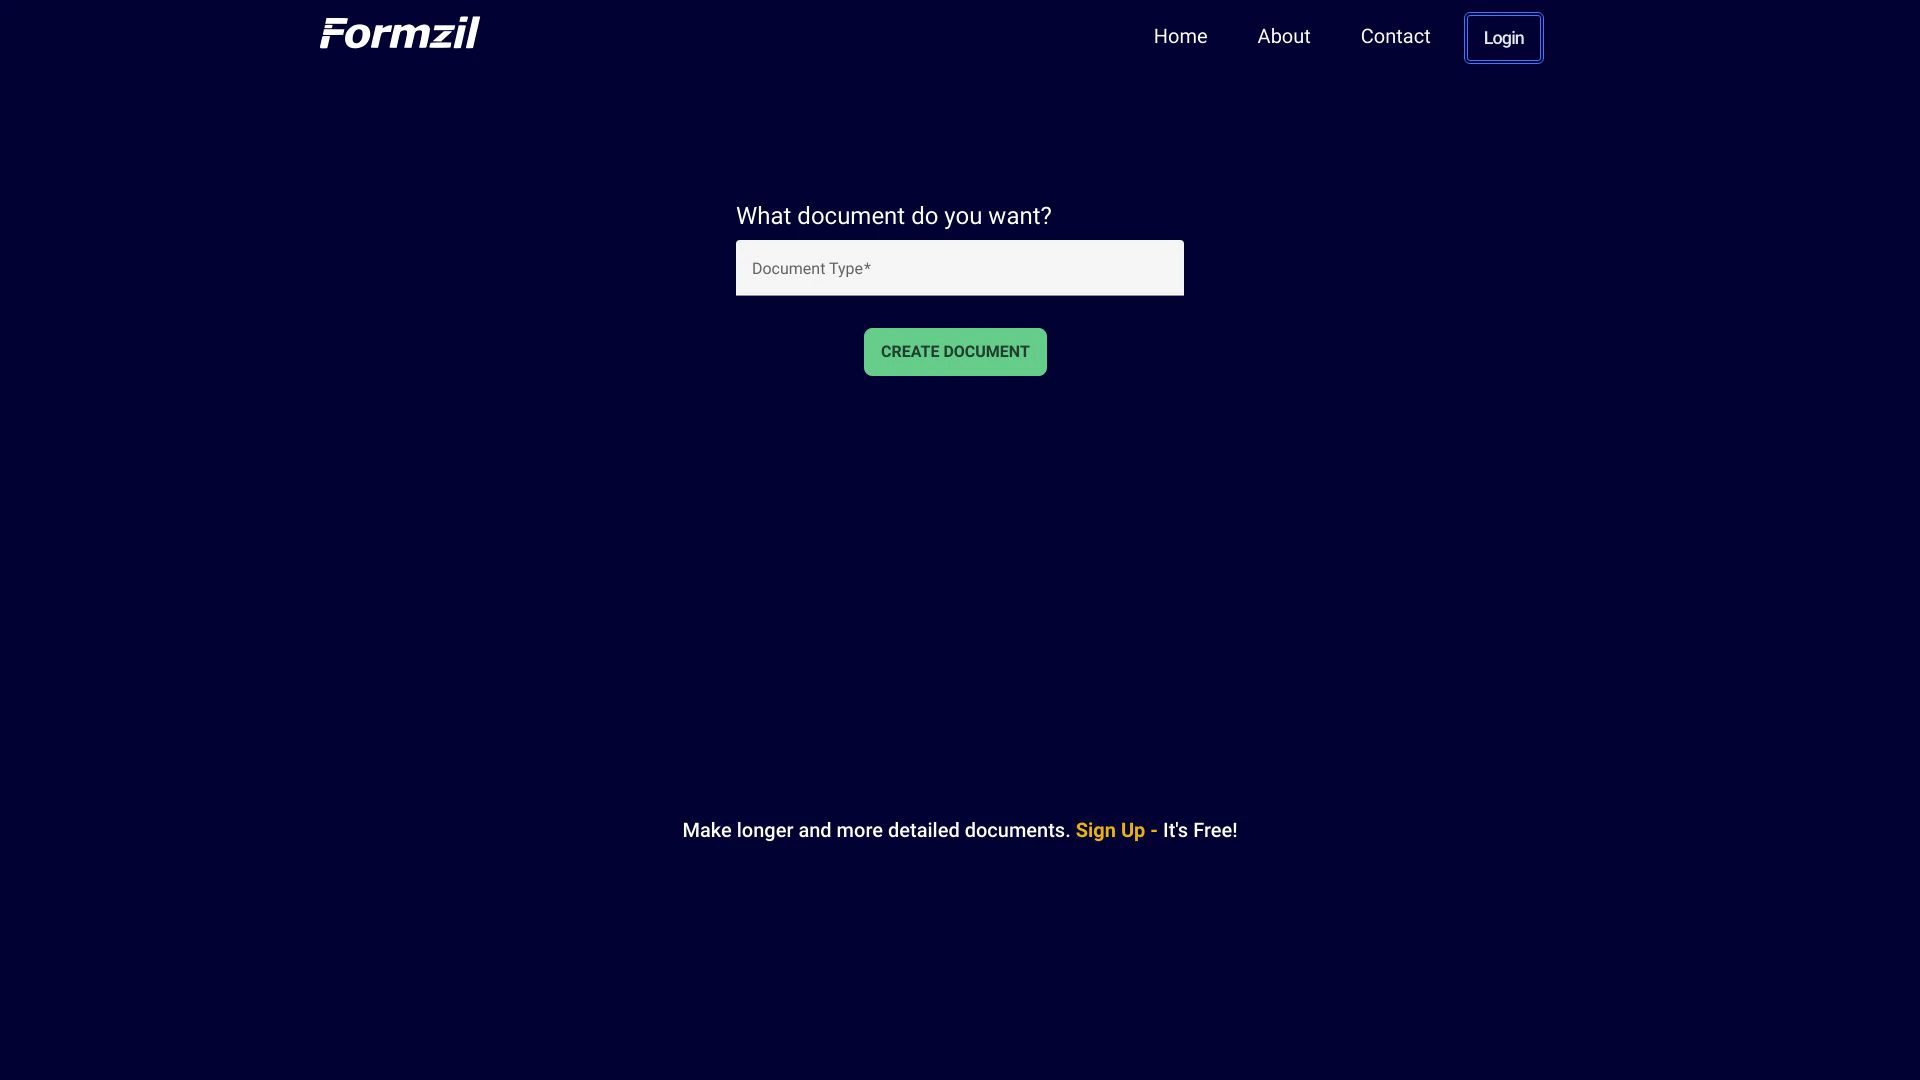 Formzil
Home
About
Contact
Login
What document do you want?
Document Type*
CREATE DOCUMENT
Make longer and more detailed documents. Sign Up - It's Free!